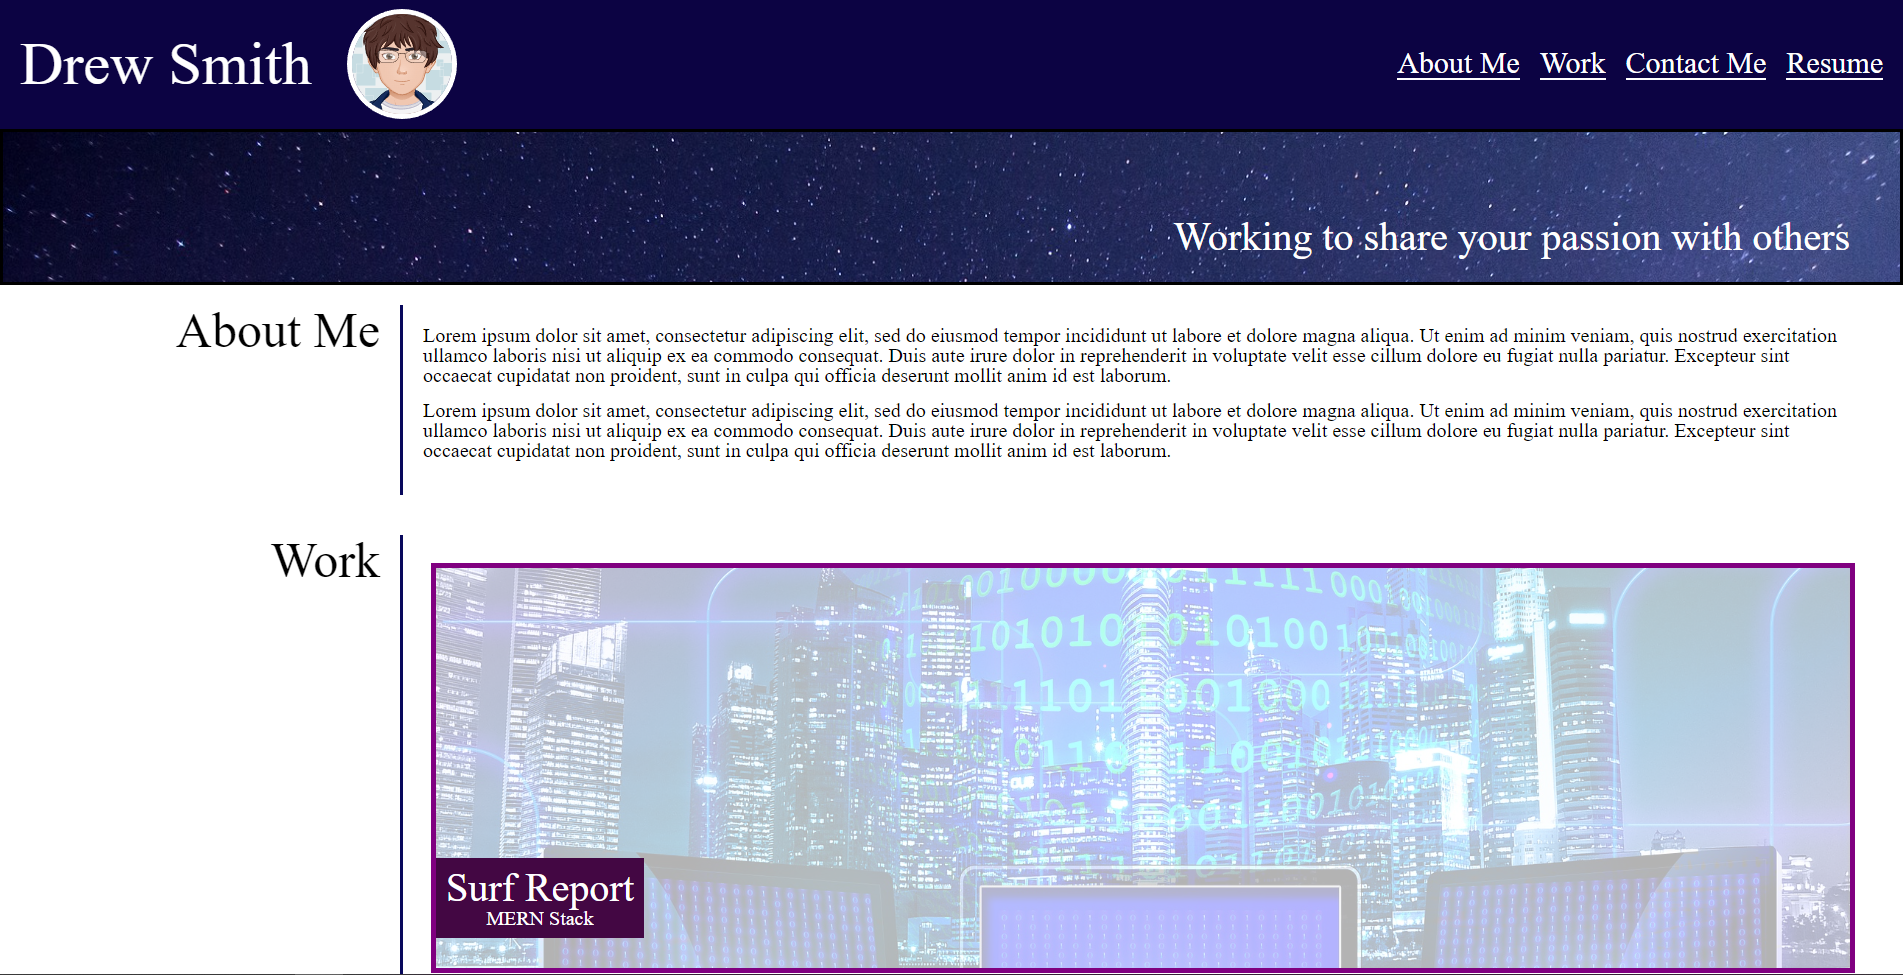 Drew Smith
About Me Work Contact Me Resume
Working to share your passion with others
About Me
Lorem ipsum dolor sit amet, consectetur adipiscing elit, sed do eiusmod tempor incididunt ut labore et dolore magna aliqua. Ut enim ad minim veniam, quis nostrud exercitation
ullamco laboris nisi ut aliquip ex ea commodo consequat. Duis aute irure dolor in reprehenderit in voluptate velit esse cillum dolore eu fugiat nulla pariatur. Excepteur sint
occaecat cupidatat non proident, sunt in culpa qui officia deserunt mollit anim id est laborum.
Lorem ipsum dolor sit amet, consectetur adipiscing elit, sed do eiusmod tempor incididunt ut labore et dolore magna aliqua. Ut enim ad minim veniam, quis nostrud exercitation
ullamco laboris nisi ut aliquip ex ea commodo consequat. Duis aute irure dolor in reprehenderit in voluptate velit esse cillum dolore eu fugiat nulla pariatur. Excepteur sint
occaecat cupidatat non proident, sunt in culpa qui officia deserunt mollit anim id est laborum.
Work
Surf Report
MERN Stack